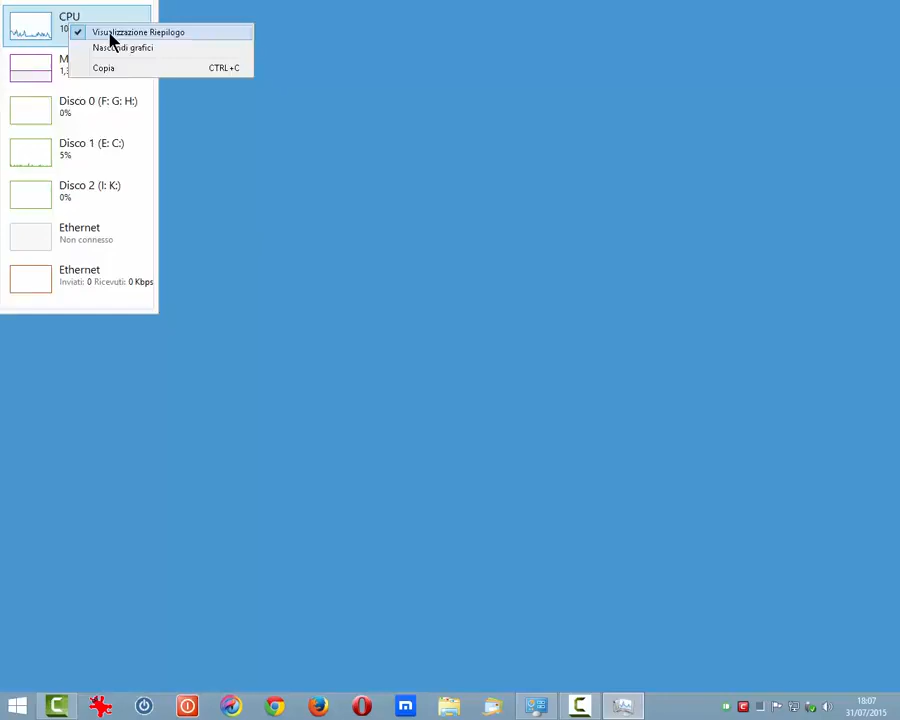 CPU
Visualizzazione Riepilogo
Nascondi grafici
Copia CTRL+C
Disco 0 (F: G: H:)
0%
Disco 1 (E: C:)
5%
Disco 2 (I: K:)
0%
Ethernet
Non connesso
Ethernet
Inviati: 0 Ricevuti: 0 Kbps
18:07
31/07/2015